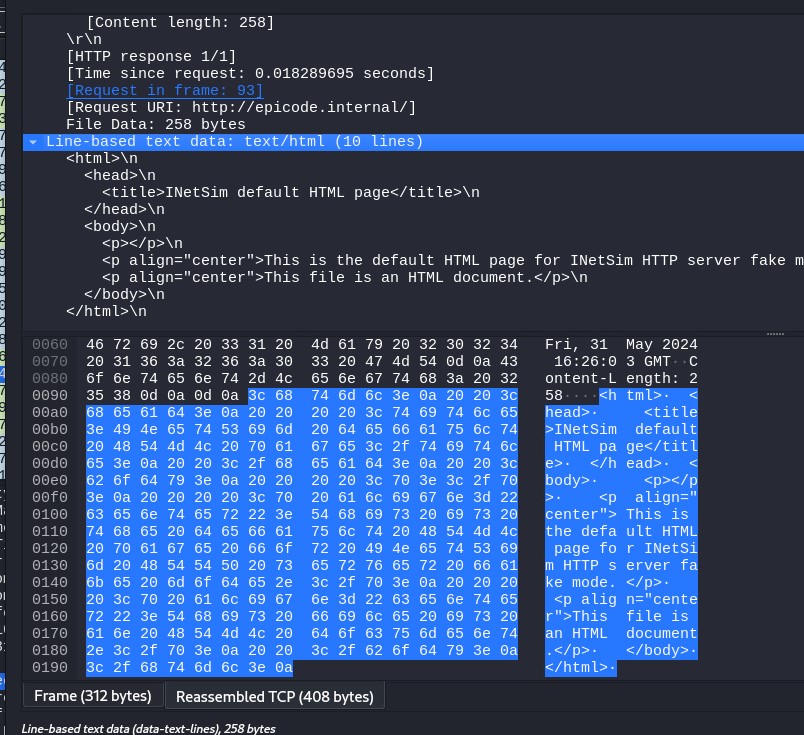 [Content length: 258]
\r\n
[HTTP response 1/1]
[Time since request: 0.018289695 seconds]
[Request in frame: 93]
[Request URI: http://epicode.internal/]
File Data: 258 bytes
Line-based text data: text/html (10 lines)
<html>\n
<head>\n
<title>INetSim default HTML page</title>\n
</head>\n
<body>\n
<p></p>\n
<p align="center">This is the default HTML page for INetSim HTTP server fake m
<p align="center">This file is an HTML document.</p>\n
</body>\n
</html>\n
0060 46 72 69 2c 20 33 31 20 4d 61 79 20 32 30 32 34 Fri, 31 May 2024
0070 20 31 36 3a 32 36 3a 30 33 20 47 4d 54 0d 0a 43 16:26:0 3 GMT··C
0080 6f 6e 74 65 6e 74 2d 4c 65 6e 67 74 68 3a 20 32 ontent-L ength: 2
0090 35 38 0d 0a 0d 0a 3c 68 74 6d 6c 3e 0a 20 20 3c 58····<h tml>· <
00a0 68 65 61 64 3e 0a 20 20 20 20 3c 74 69 74 6c 65 head>· <title
00b0 3e 49 4e 65 74 53 69 6d 20 64 65 66 61 75 6c 74 >INetSim default
00c0 20 48 54 4d 4c 20 70 61 67 65 3c 2f 74 69 74 6c HTML pa ge</titl
00d0 65 3e 0a 20 20 3c 2f 68 65 61 64 3e 0a 20 20 3c e>· </h ead>· <
00e0 62 6f 64 79 3e 0a 20 20 20 20 3c 70 3e 3c 2f 70 body>· <p></p
00f0 3e 0a 20 20 20 20 3c 70 20 61 6c 69 67 6e 3d 22 >· <p align="
0100 63 65 6e 74 65 72 22 3e 54 68 69 73 20 69 73 20 center"> This is
0110 74 68 65 20 64 65 66 61 75 6c 74 20 48 54 4d 4c the defa ult HTML
0120 20 70 61 67 65 20 66 6f 72 20 49 4e 65 74 53 69 page fo r INetSi
0130 6d 20 48 54 54 50 20 73 65 72 76 65 72 20 66 61 m HTTP s erver fa
0140 6b 65 20 6d 6f 64 65 2e 3c 2f 70 3e 0a 20 20 20 ke mode. </p>·
0150 20 3c 70 20 61 6c 69 67 6e 3d 22 63 65 6e 74 65 <p alig n="cente
0160 72 22 3e 54 68 69 73 20 66 69 6c 65 20 69 73 20 r">This file is
0170 61 6e 20 48 54 4d 4c 20 64 6f 63 75 6d 65 6e 74 an HTML document
0180 2e 3c 2f 70 3e 0a 20 20 3c 2f 62 6f 64 79 3e 0a .</p>· </body>·
0190 3c 2f 68 74 6d 6c 3e 0a </html>·
Frame (312 bytes) Reassembled TCP (408 bytes)
Line-based text data (data-text-lines), 258 bytes